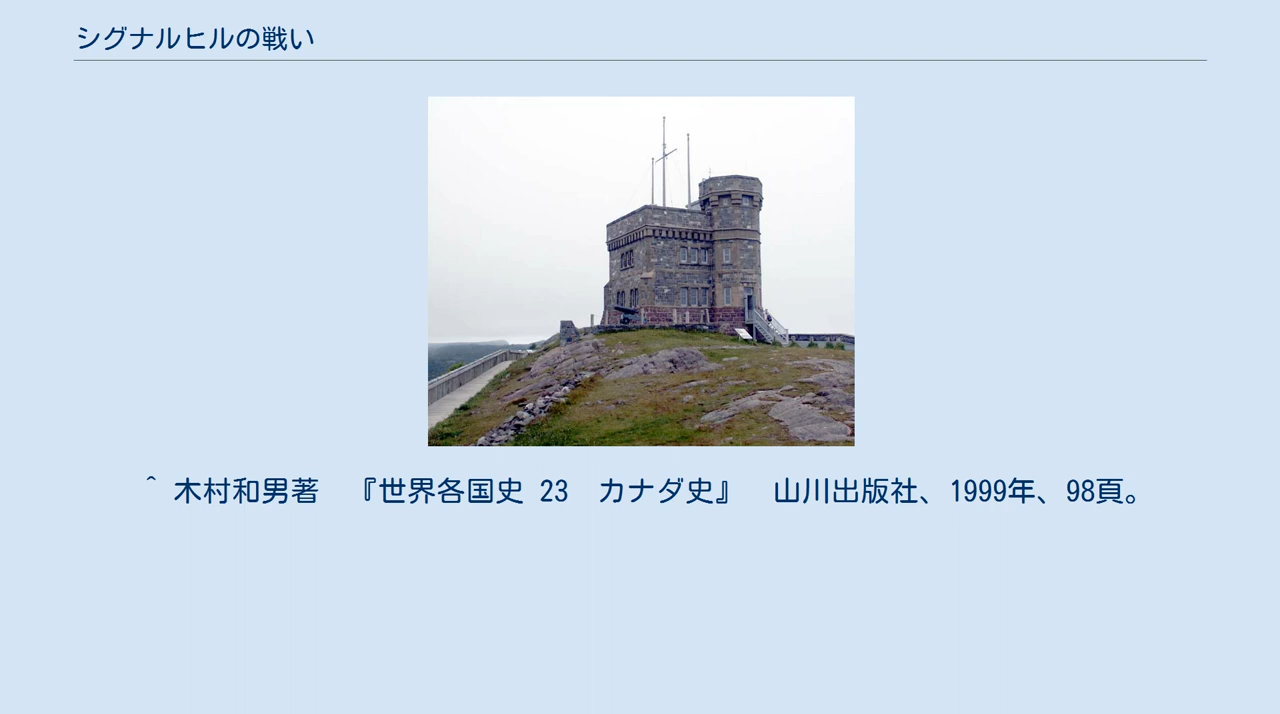 シグナルヒルの戦い
^ 木村和男著　『世界各国史 23　カナダ史』　山川出版社、1999年、98頁。